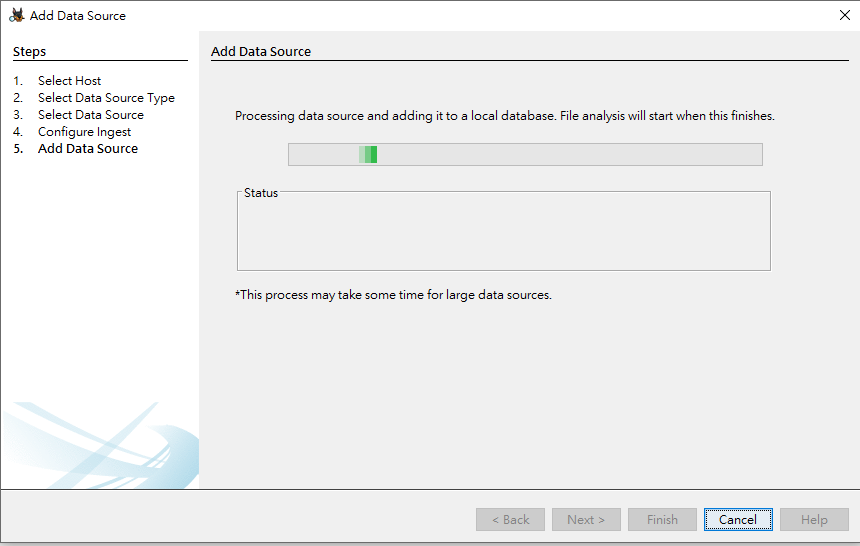 Add Data Source
Steps
1. Select Host
2. Select Data Source Type
3. Select Data Source
4. Configure Ingest
5. Add Data Source
Add Data Source
Processing data source and adding it to a local database. File analysis will start when this finishes.
Status
*This process may take some time for large data sources.
< Back
Next >
Finish
Cancel
Help